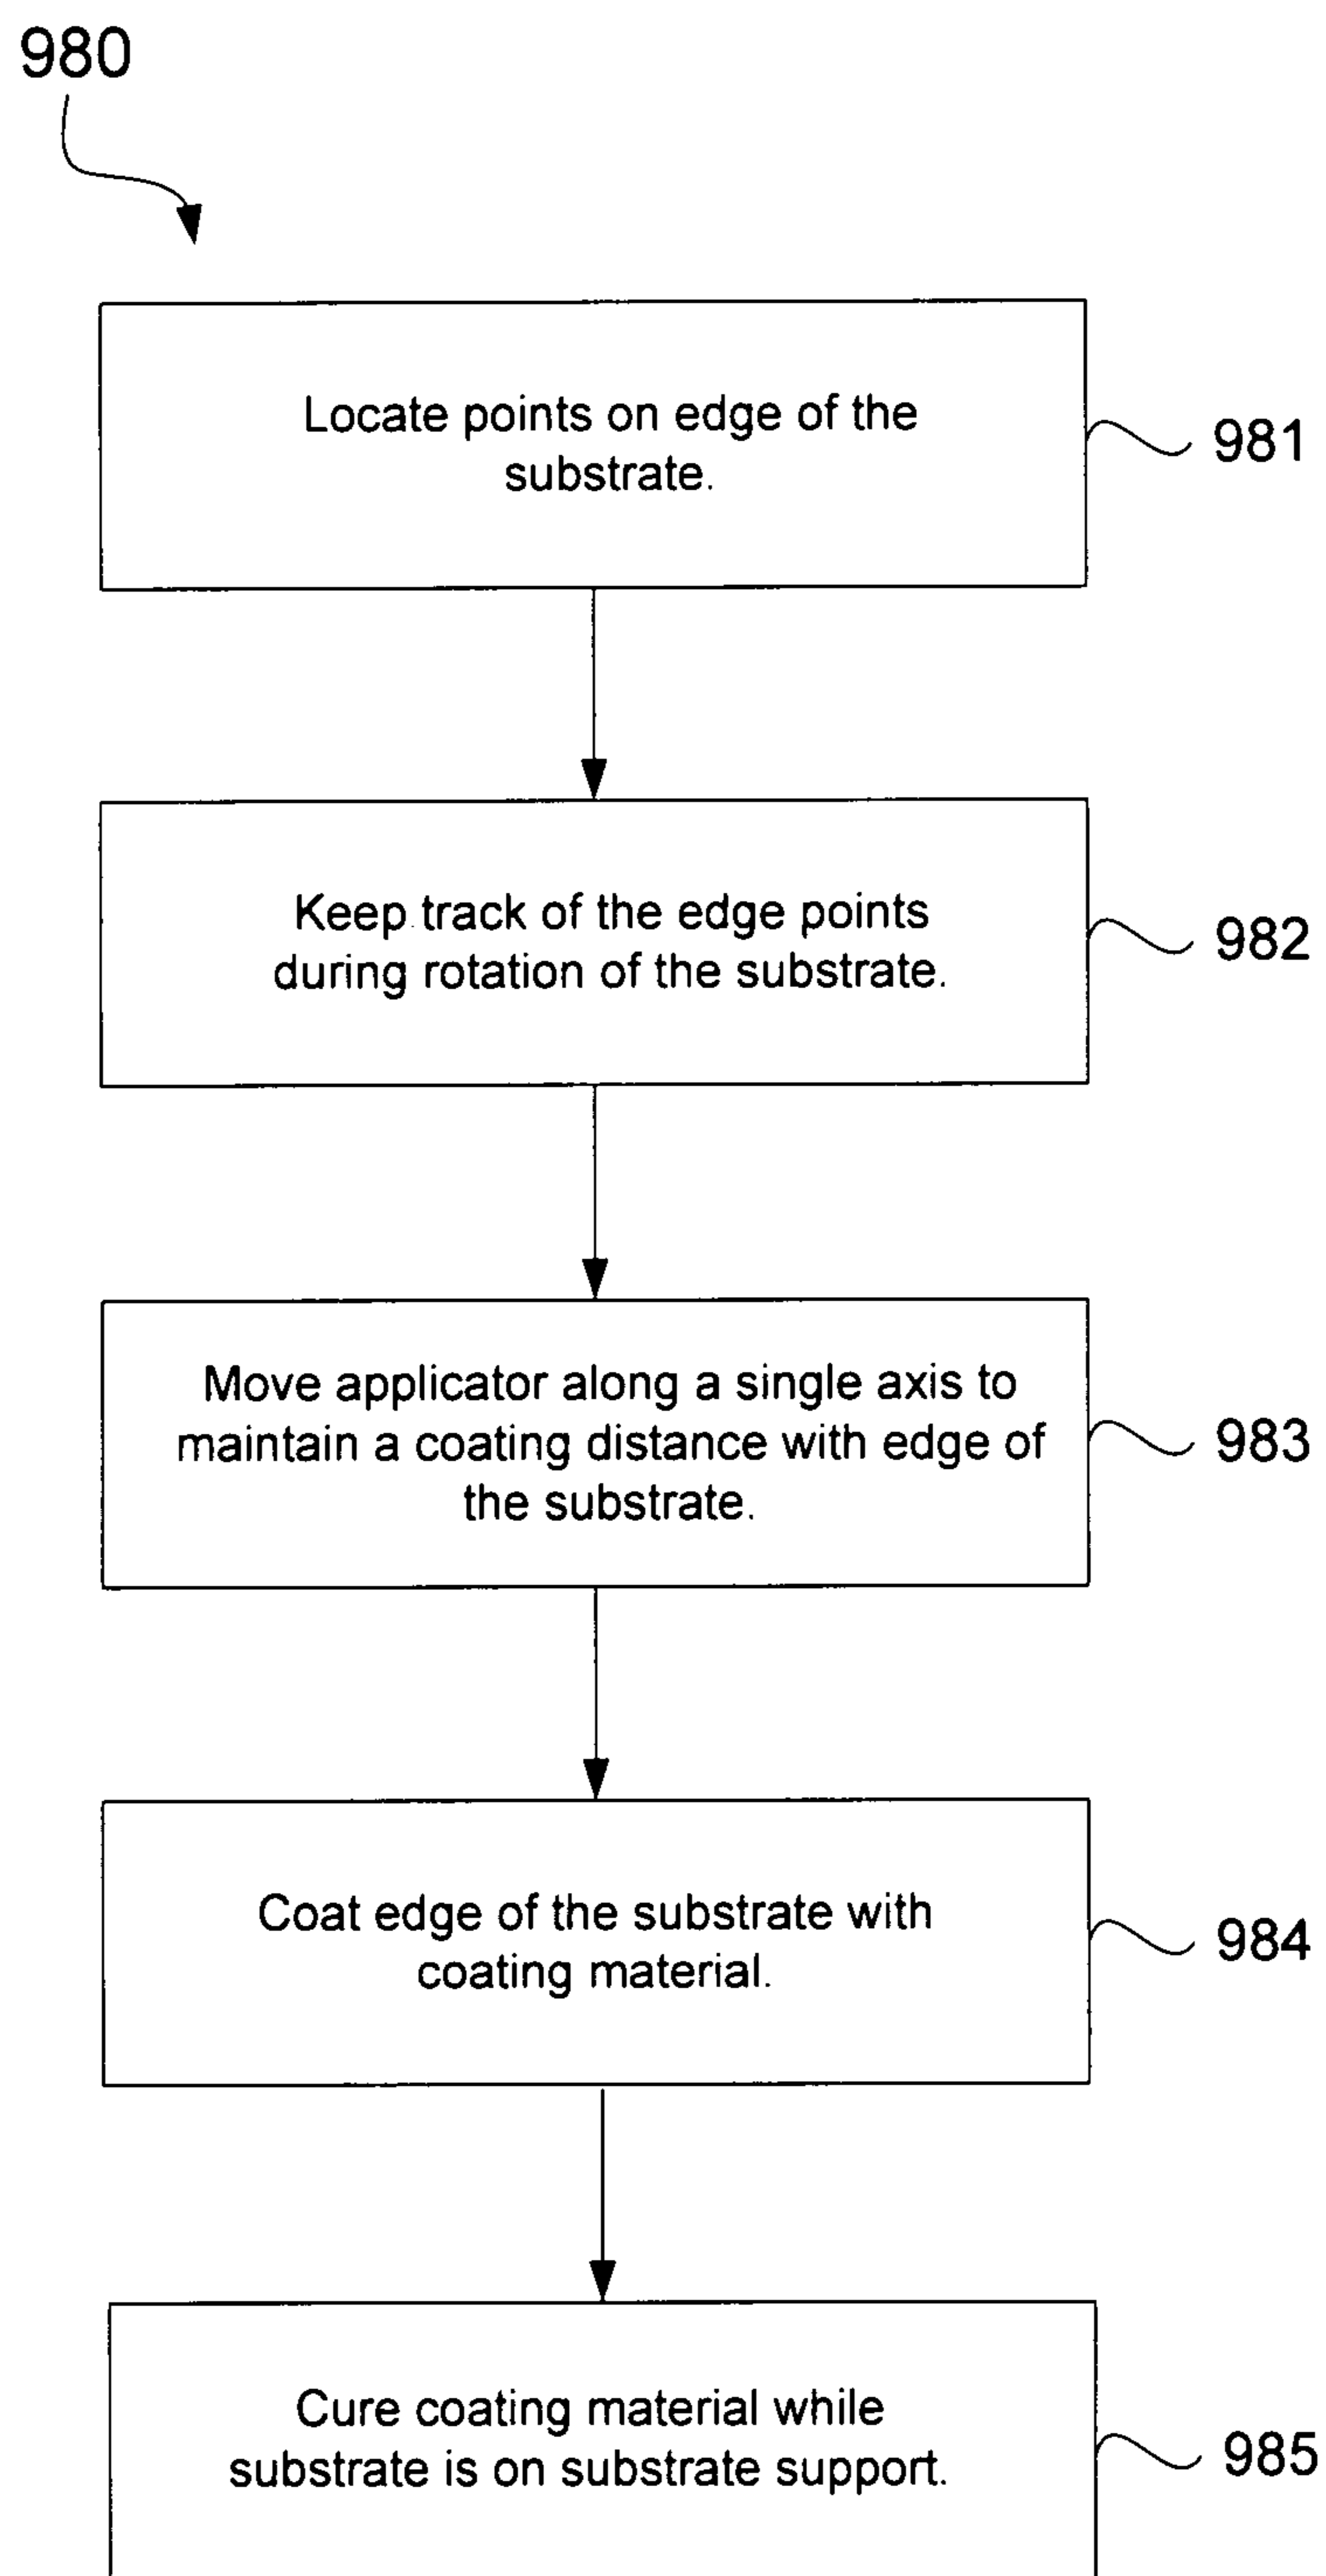 980
Locate points on edge of the
substrate.
981
Keep track of the edge points
during rotation of the substrate.
982
Move applicator along a single axis to
maintain a coating distance with edge of
the substrate.
983
Coat edge of the substrate with
coating material.
984
Cure coating material while
substrate is on substrate support.
985